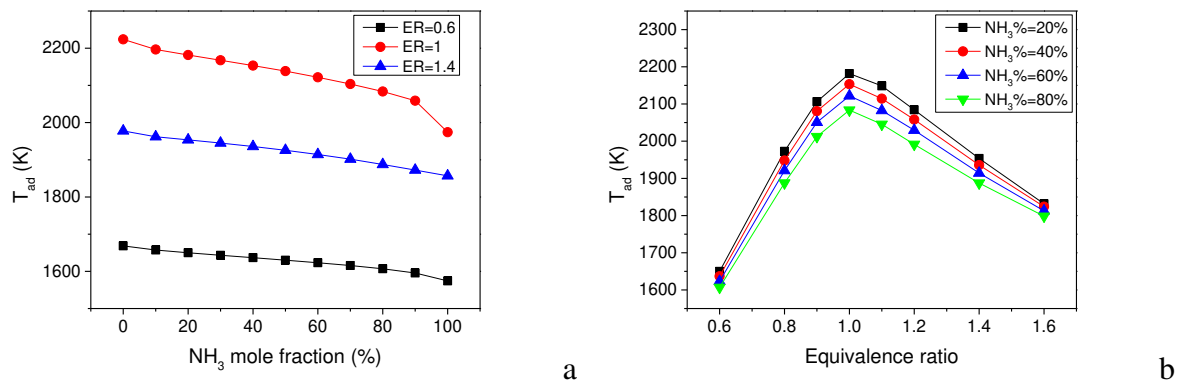 ER=0.6
ER=1
ER=1.4
2200
2000
1800
1600
T_ad (K)
0 20 40 60 80 100
NH₃ mole fraction (%)
a
NH₃%=20%
NH₃%=40%
NH₃%=60%
NH₃%=80%
2300
2200
2100
2000
1900
1800
1700
1600
T_ad (K)
0.6 0.8 1.0 1.2 1.4 1.6
Equivalence ratio
b